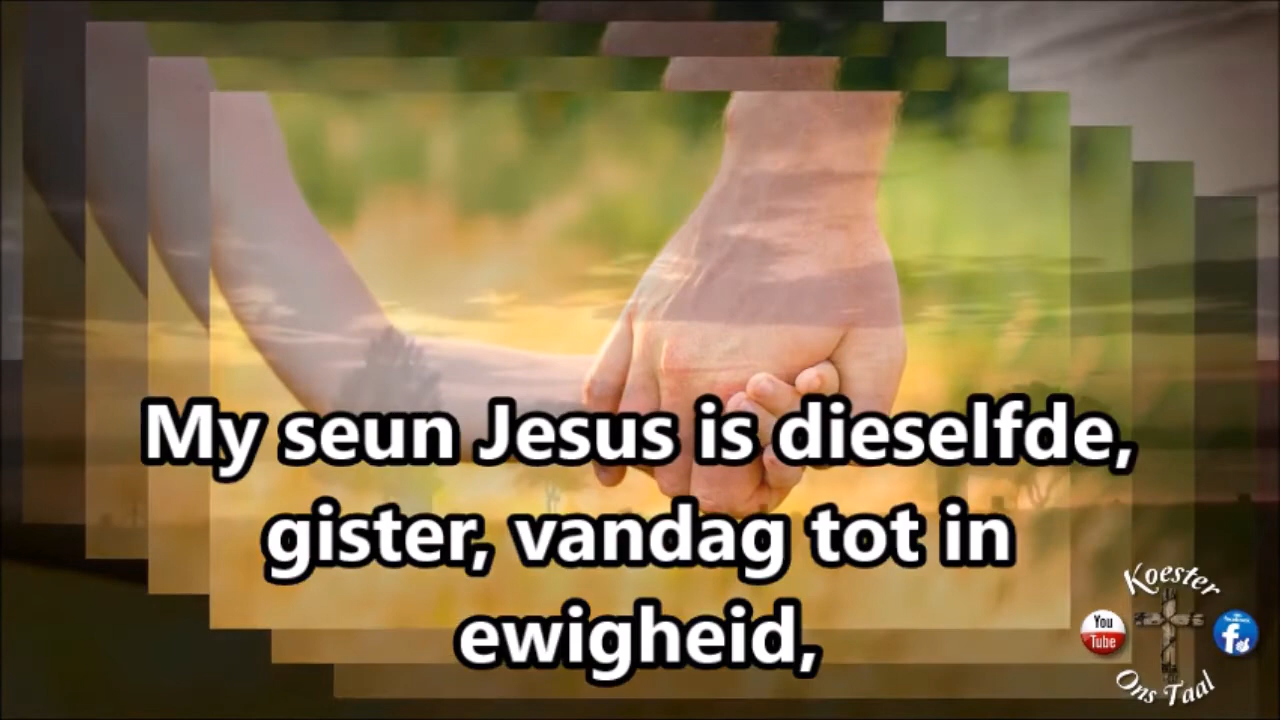 My seun Jesus is dieselfde,
gister, vandag tot in
ewigheid,
Koester
You
Tube
Ons Taal